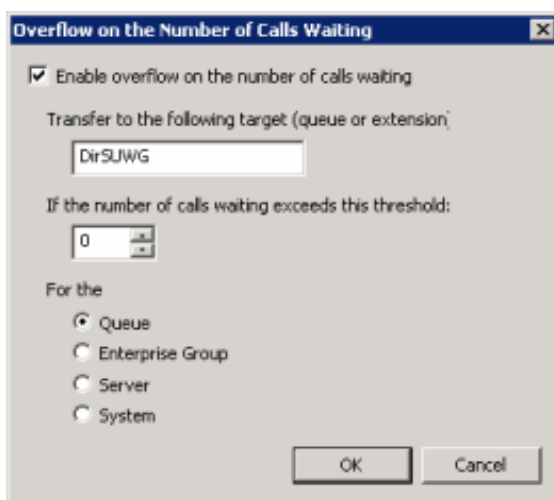 Overflow on the Number of Calls Waiting
Enable overflow on the number of calls waiting
Transfer to the following target (queue or extension)
DirSUWG
If the number of calls waiting exceeds this threshold:
0
For the
Queue
Enterprise Group
Server
System
OK Cancel